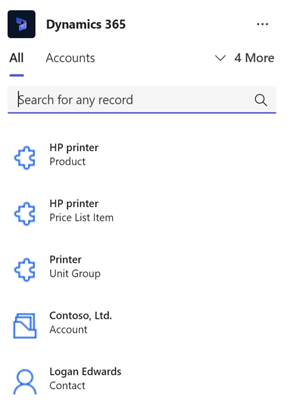 Dynamics 365
All Accounts 4 More
Search for any record
HP printer
Product
HP printer
Price List Item
Printer
Unit Group
Contoso, Ltd.
Account
Logan Edwards
Contact